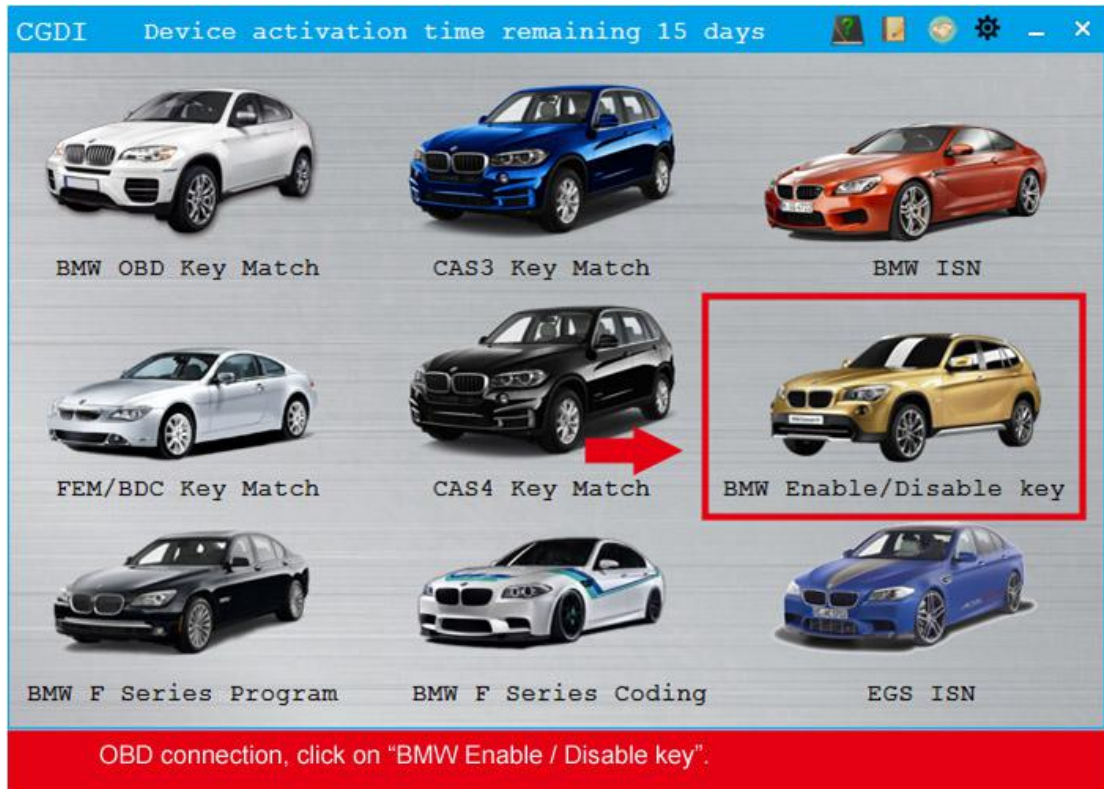 CGDI Device activation time remaining 15 days
BMW OBD Key Match
CAS3 Key Match
BMW ISN
FEM/BDC Key Match
CAS4 Key Match
BMW Enable/Disable key
BMW F Series Program
BMW F Series Coding
EGS ISN
OBD connection, click on “BMW Enable / Disable key”.